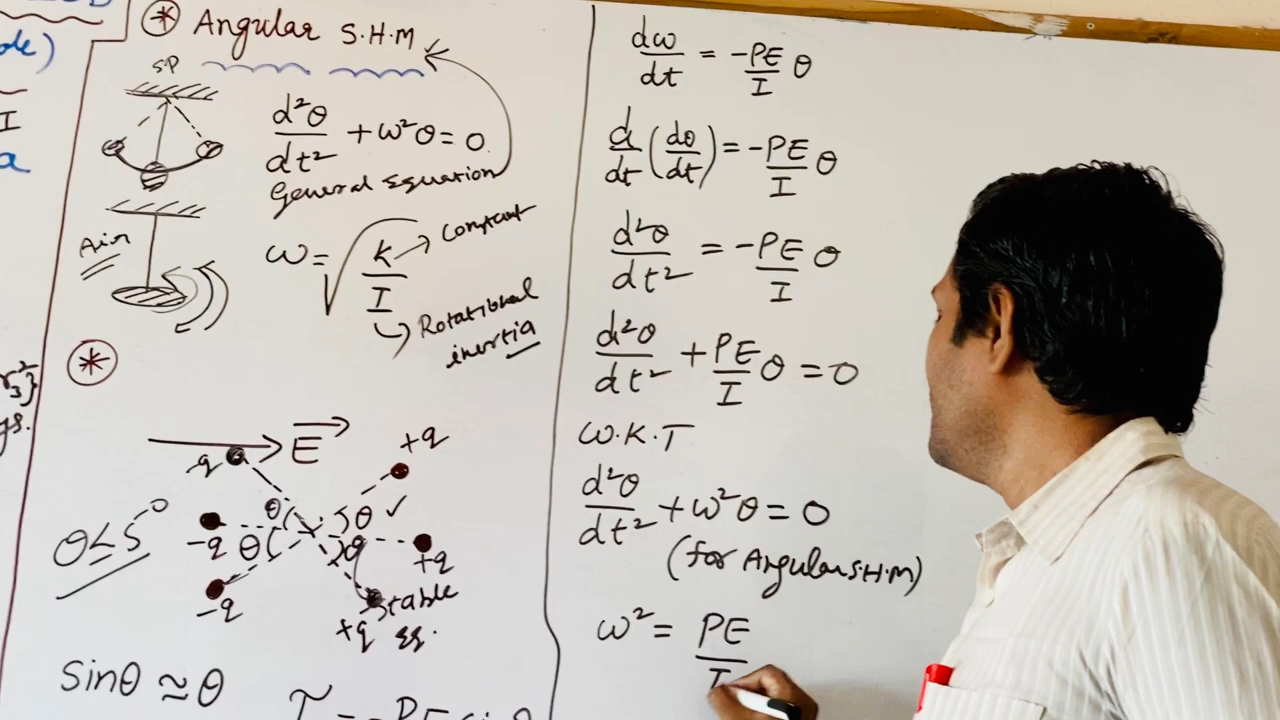 de)
I
a
⊛ Angular S.H.M
SP
d²θ/dt² + ω²θ = 0
General Equation
Air
ω = √(K/I)
Constant
Rotational
inertia
⊛
E
-q
+q
θ
θ ✓
-q
θ
θ
+q
θ ≤ 5°
-q
+q
Stable
eq.
sinθ ≃ θ
dω/dt = -PE/I θ
d/dt (dθ/dt) = -PE/I θ
d²θ/dt² = -PE/I θ
d²θ/dt² + PE/I θ = 0
W.K.T
d²θ/dt² + ω²θ = 0
(for Angular S.H.M)
ω² = PE/I